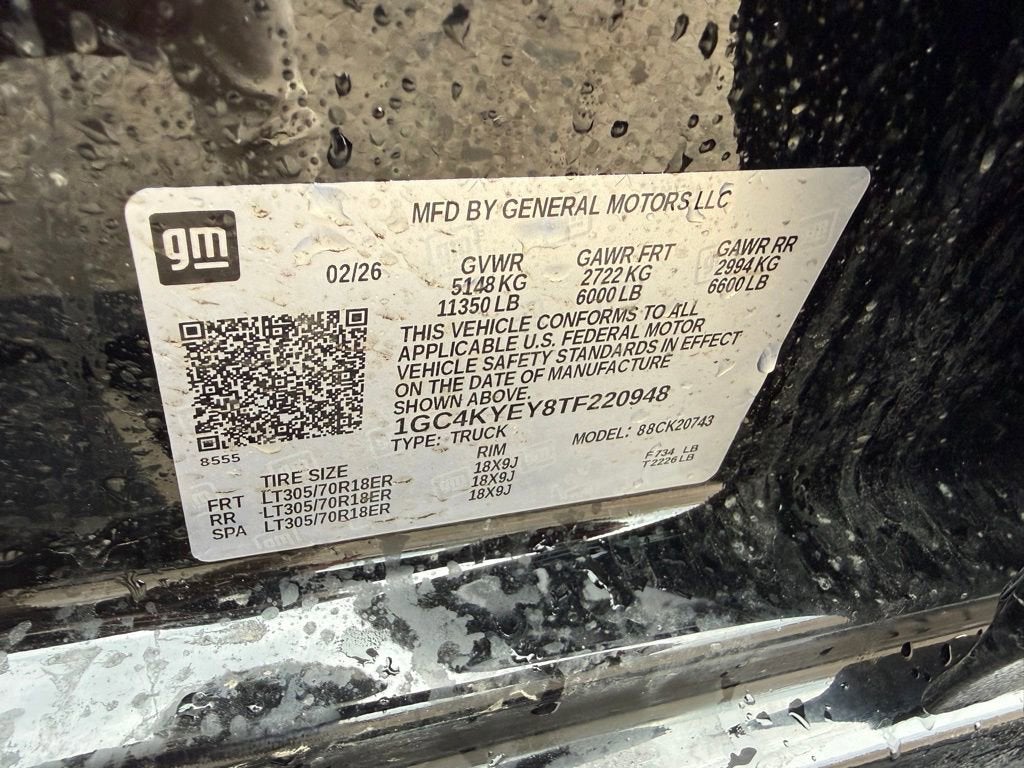 gm
MFD BY GENERAL MOTORS LLC
02/26
GVWR GAWR FRT GAWR RR
5148 KG 2722 KG 2994 KG
11350 LB 6000 LB 6600 LB
THIS VEHICLE CONFORMS TO ALL
APPLICABLE U.S. FEDERAL MOTOR
VEHICLE SAFETY STANDARDS IN EFFECT
ON THE DATE OF MANUFACTURE
SHOWN ABOVE.
1GC4KYEY8TF220948
TYPE: TRUCK MODEL: 88CK20743
8555
TIRE SIZE RIM
FRT LT305/70R18ER 18X9J
RR LT305/70R18ER 18X9J
SPA LT305/70R18ER 18X9J
F734 LB
T2226 LB